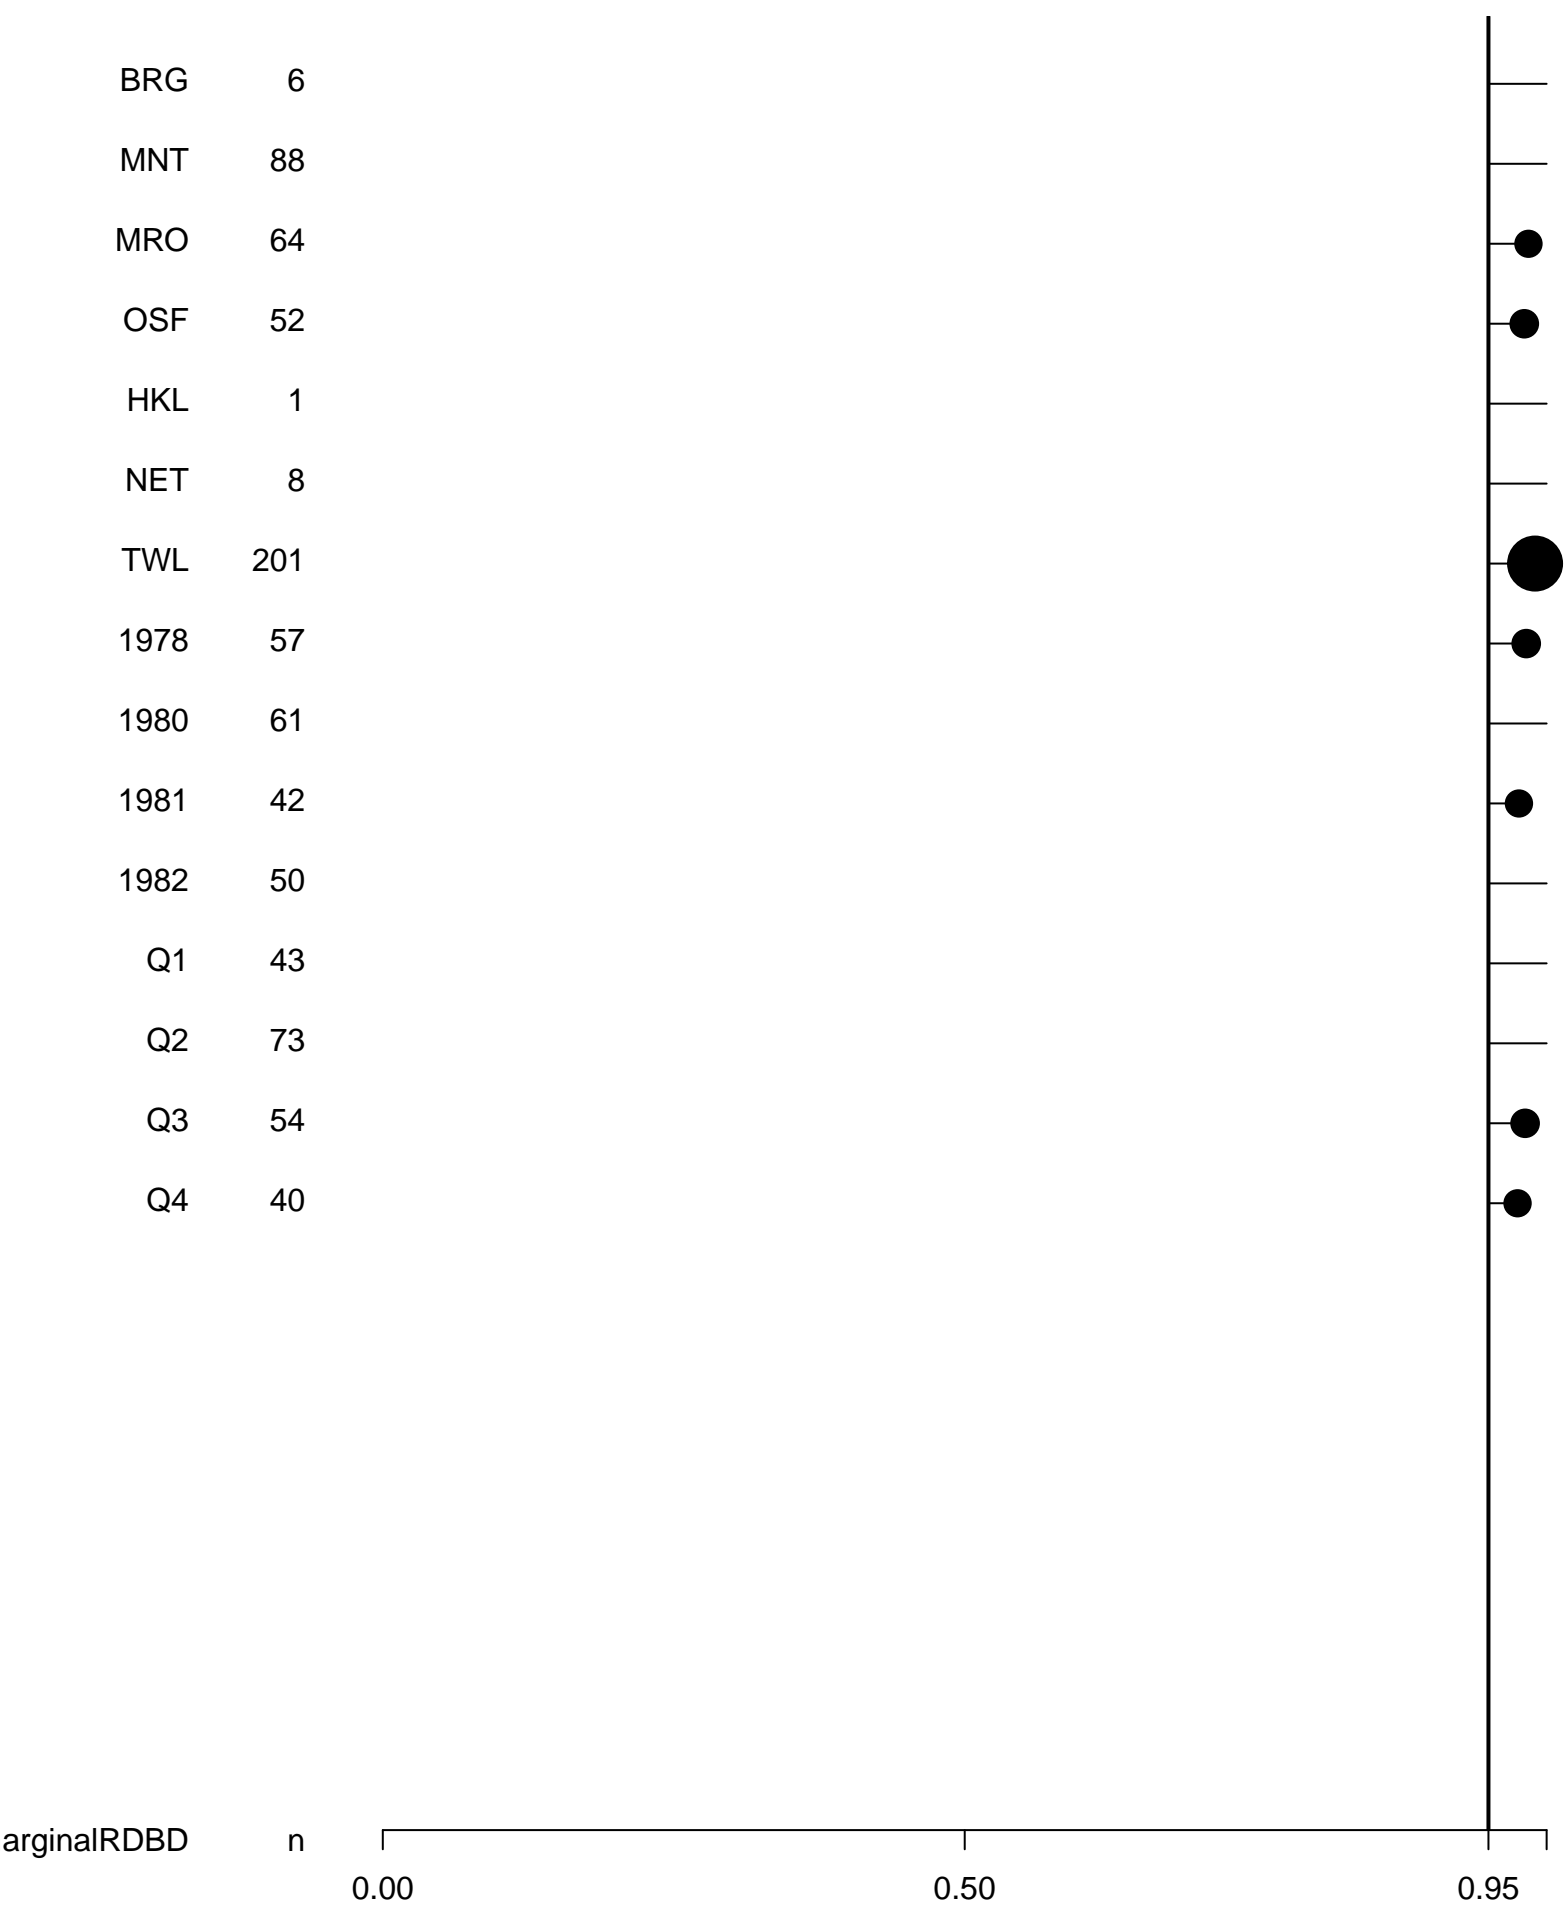 BRG 6
MNT 88
MRO 64
OSF 52
HKL 1
NET 8
TWL 201
1978 57
1980 61
1981 42
1982 50
Q1 43
Q2 73
Q3 54
Q4 40
arginalRDBD n
0.00 0.50 0.95